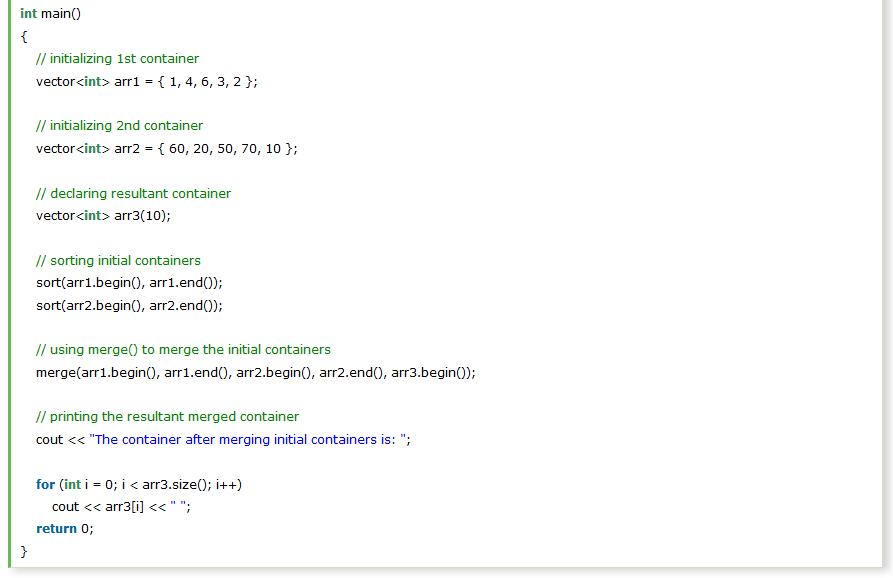 int main()
{
// initializing 1st container
vector<int> arr1 = { 1, 4, 6, 3, 2 };
// initializing 2nd container
vector<int> arr2 = { 60, 20, 50, 70, 10 };
// declaring resultant container
vector<int> arr3(10);
// sorting initial containers
sort(arr1.begin(), arr1.end());
sort(arr2.begin(), arr2.end());
// using merge() to merge the initial containers
merge(arr1.begin(), arr1.end(), arr2.begin(), arr2.end(), arr3.begin());
// printing the resultant merged container
cout << "The container after merging initial containers is: ";
for (int i = 0; i < arr3.size(); i++)
cout << arr3[i] << " ";
return 0;
}